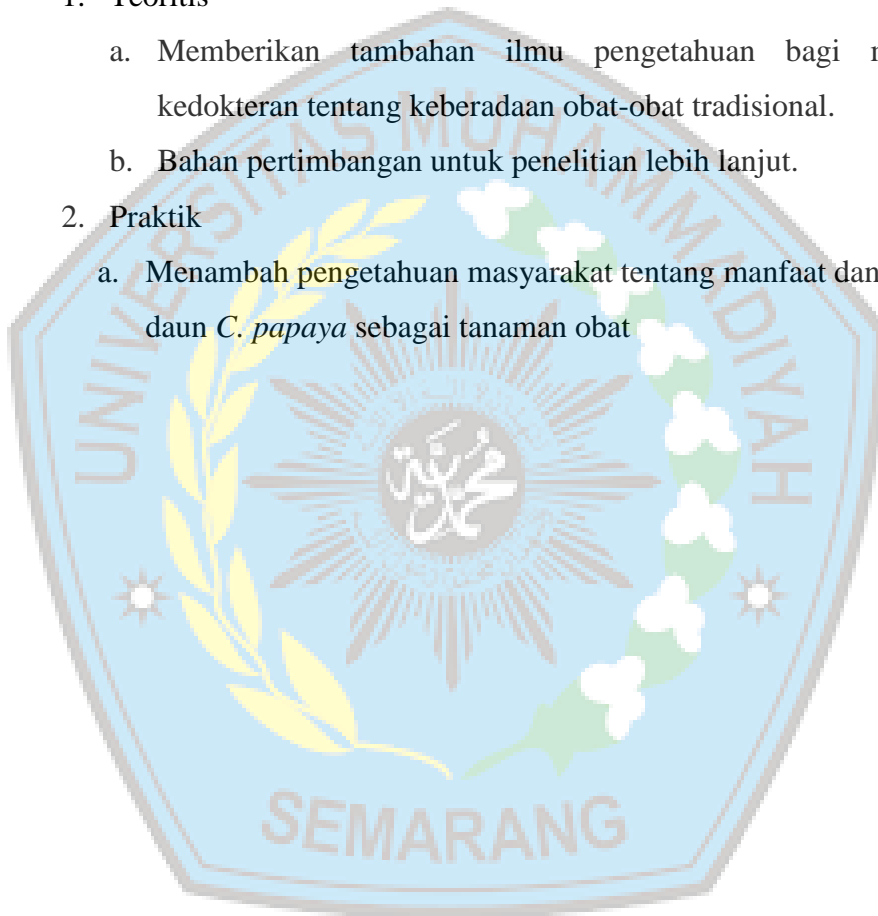 1. Teoritis
a. Memberikan tambahan ilmu pengetahuan bagi
kedokteran tentang keberadaan obat-obat tradisional.
b. Bahan pertimbangan untuk penelitian lebih lanjut.
2. Praktik
a. Menambah pengetahuan masyarakat tentang manfaat dan
daun C. papaya sebagai tanaman obat
UNIVERSITAS MUHAMMADIYAH
SEMARANG